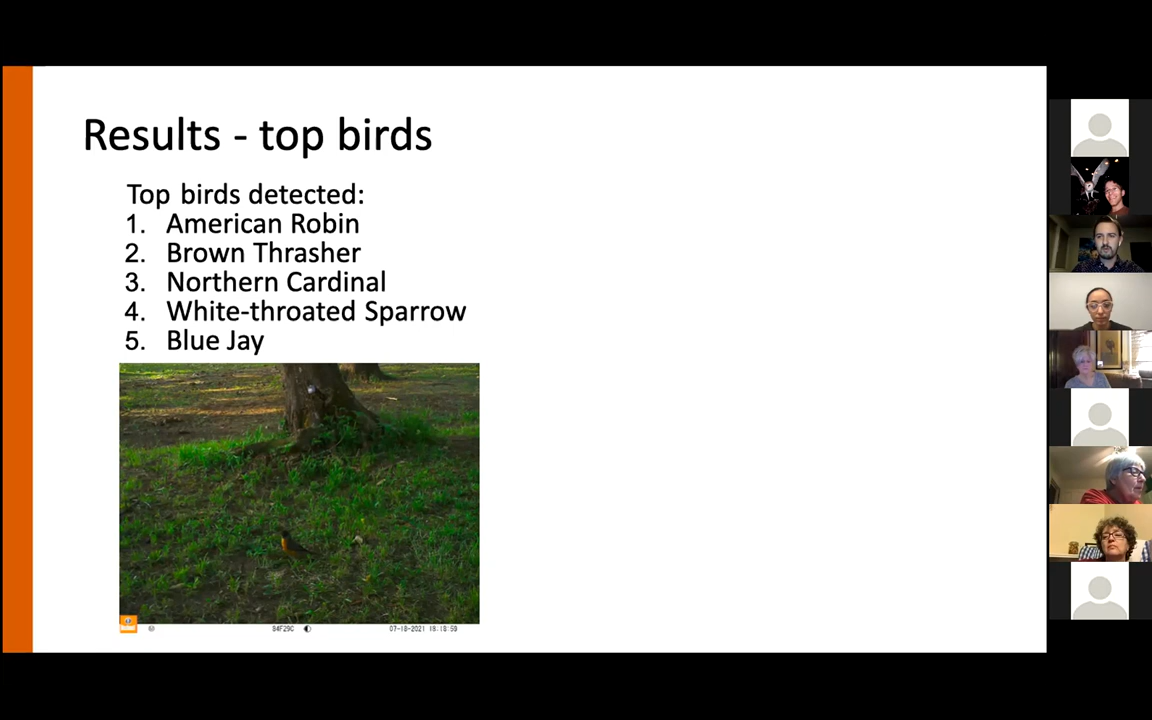 Results - top birds
Top birds detected:
1. American Robin
2. Brown Thrasher
3. Northern Cardinal
4. White-throated Sparrow
5. Blue Jay
84F29C 07-18-2021 18:18:59